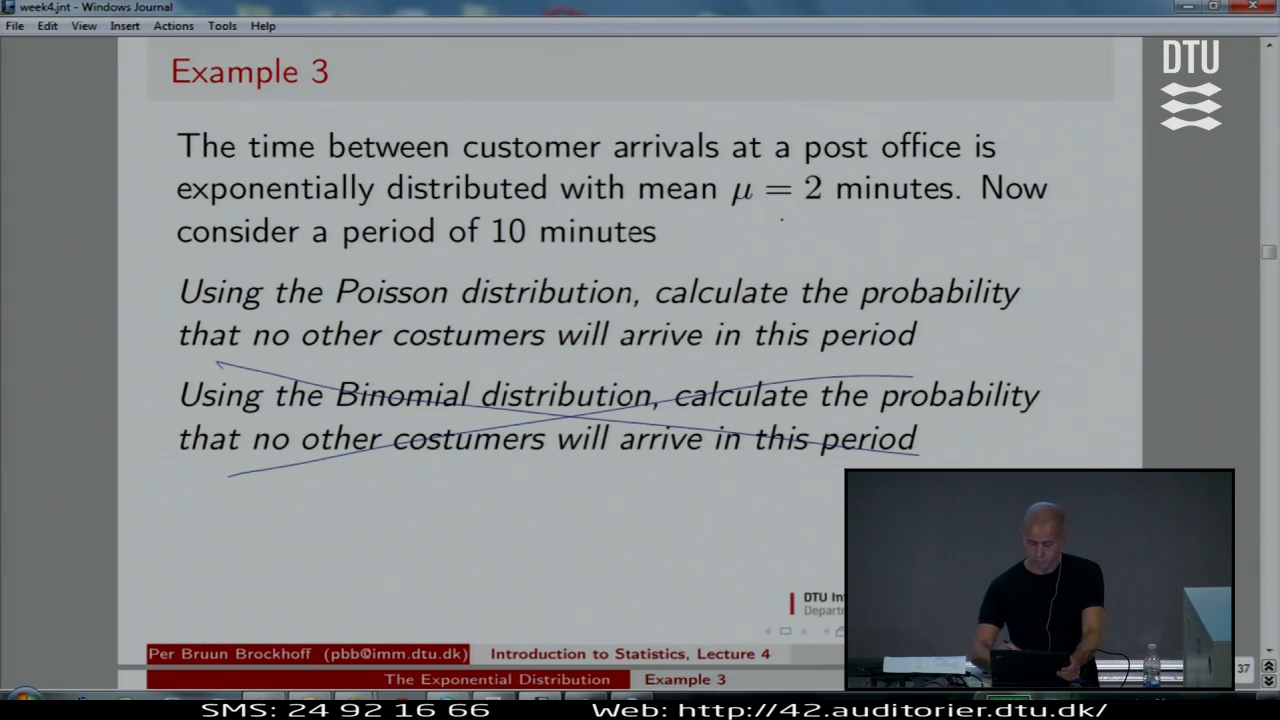 week4.jnt - Windows Journal
File Edit View Insert Actions Tools Help
DTU
Example 3
The time between customer arrivals at a post office is
exponentially distributed with mean μ = 2 minutes. Now
consider a period of 10 minutes
Using the Poisson distribution, calculate the probability
that no other costumers will arrive in this period
Using the Binomial distribution, calculate the probability
that no other costumers will arrive in this period
DTU In
Depart
Per Bruun Brockhoff (pbb@imm.dtu.dk) Introduction to Statistics, Lecture 4
37
The Exponential Distribution Example 3
SMS: 24 92 16 66 Web: http://42.auditorier.dtu.dk/